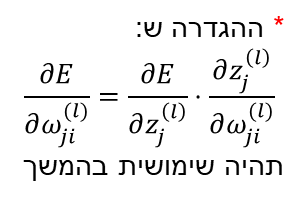 * ההגדרה ש:
∂E/∂ω_ji^(l) = ∂E/∂z_j^(l) · ∂z_j^(l)/∂ω_ji^(l)
תהיה שימושית בהמשך